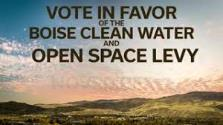 VOTE IN FAVOR
OF THE
BOISE CLEAN WATER
AND
OPEN SPACE LEVY